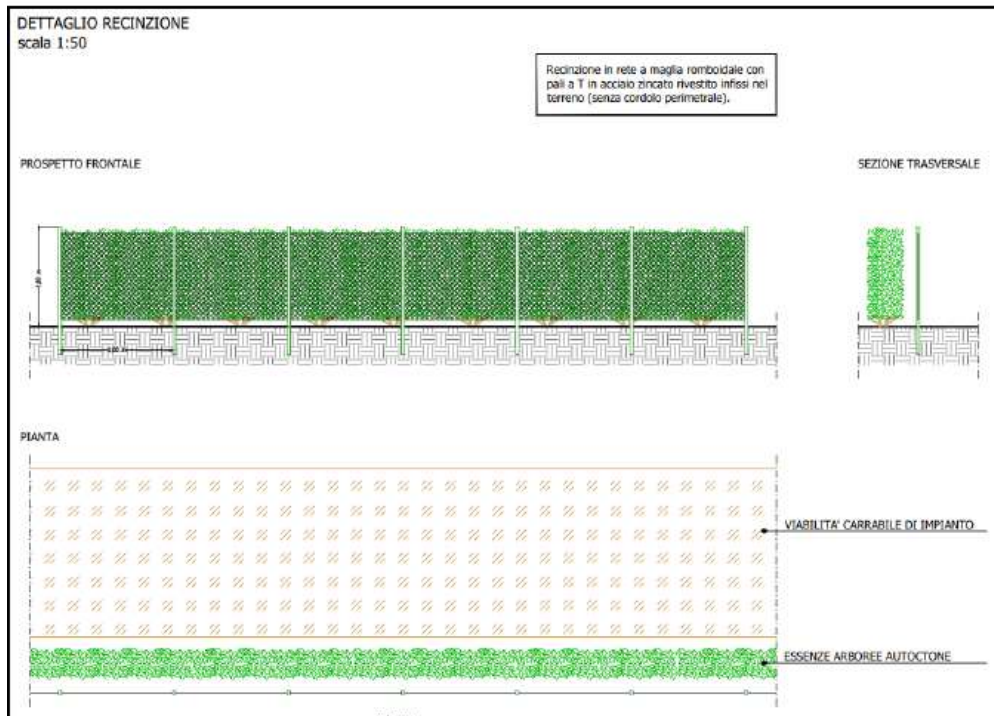 DETTAGLIO RECINZIONE
scala 1:50
Recinzione in rete a maglia romboidale con
pali a T in acciaio zincato rivestito infissi nel
terreno (senza cordolo perimetrale).
PROSPETTO FRONTALE
SEZIONE TRASVERSALE
PIANTA
VIABILITA' CARRABILE DI IMPIANTO
ESSENZE ARBOREE AUTOCTONE